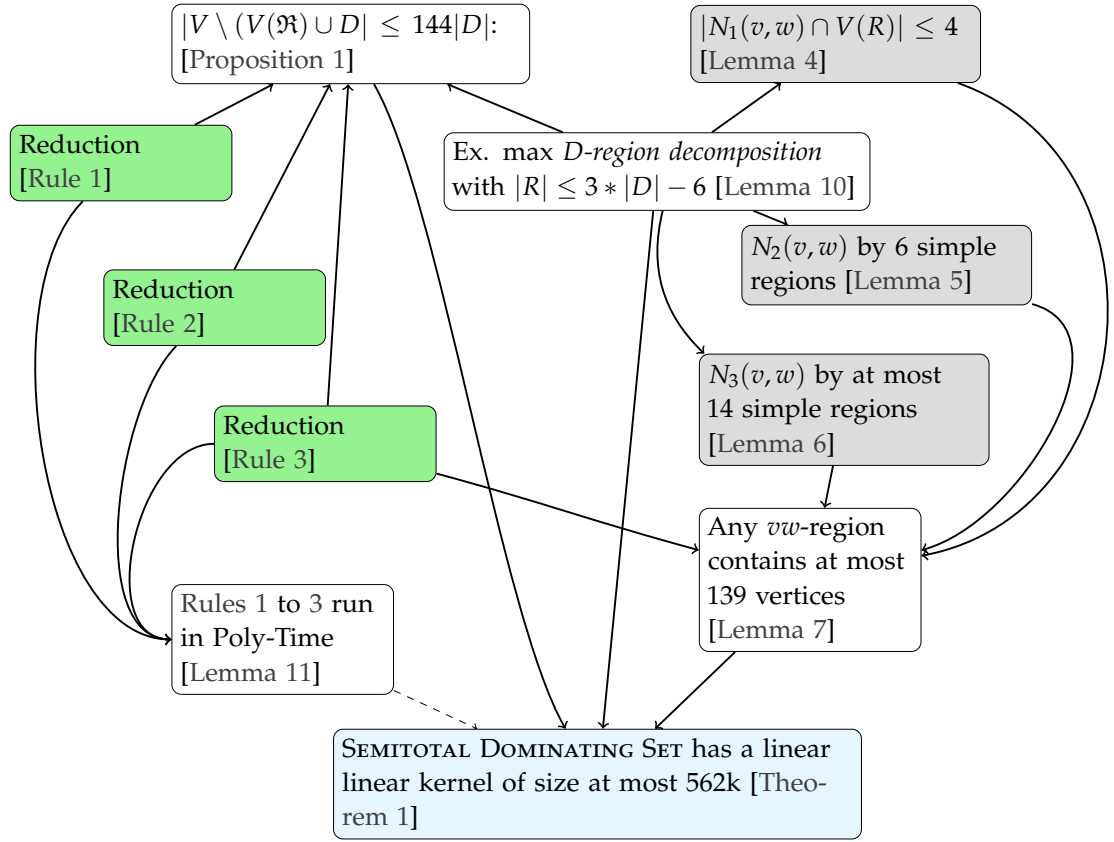 |V \ (V(ℜ) ∪ D| ≤ 144|D|:
[Proposition 1]
|N₁(v, w) ∩ V(R)| ≤ 4
[Lemma 4]
Reduction
[Rule 1]
Ex. max D-region decomposition
with |R| ≤ 3 ∗ |D| − 6 [Lemma 10]
N₂(v, w) by 6 simple
regions [Lemma 5]
Reduction
[Rule 2]
N₃(v, w) by at most
14 simple regions
[Lemma 6]
Reduction
[Rule 3]
Any vw-region
contains at most
139 vertices
[Lemma 7]
Rules 1 to 3 run
in Poly-Time
[Lemma 11]
Semitotal Dominating Set has a linear
linear kernel of size at most 562k [Theo-
rem 1]